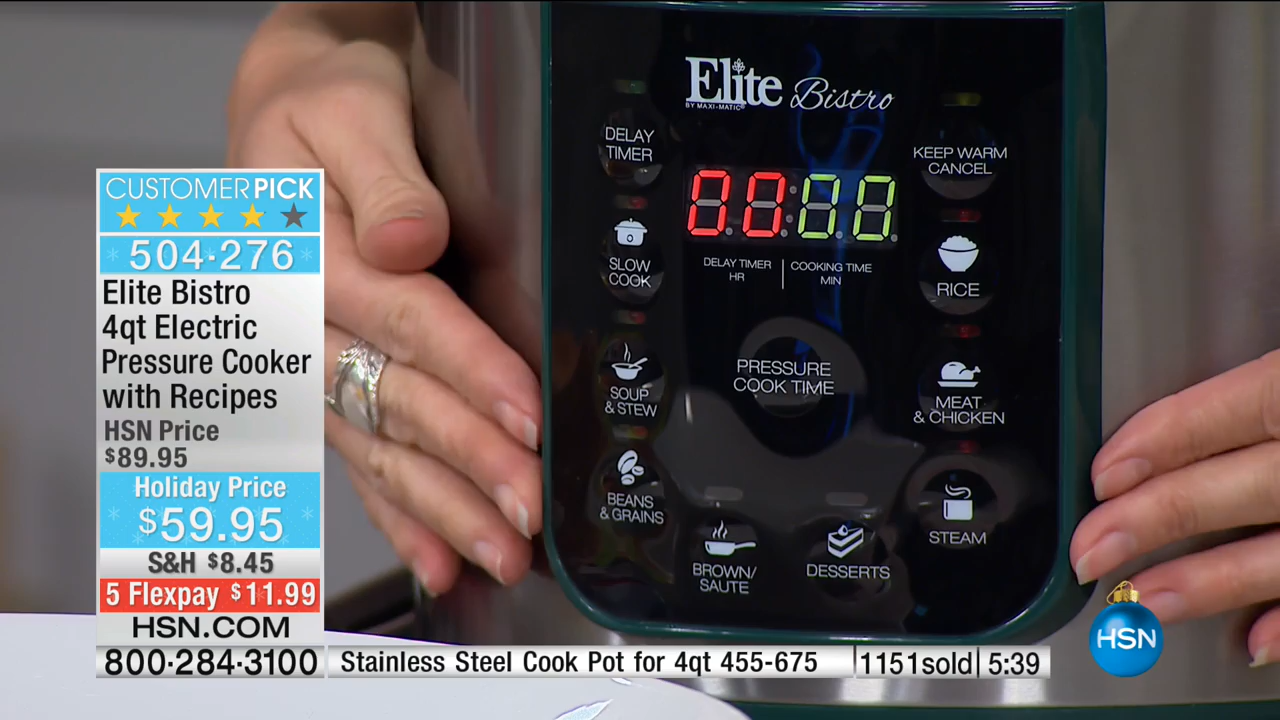 CUSTOMER PICK
504·276
Elite Bistro
4qt Electric
Pressure Cooker
with Recipes
HSN Price
$89.95
Holiday Price
$59.95
S&H $8.45
5 Flexpay $11.99
HSN.COM
800·284·3100
Stainless Steel Cook Pot for 4qt 455-675
1151sold
5:39
HSN
Elite Bistro
BY MAXI-MATIC®
DELAY
TIMER
KEEP WARM
CANCEL
00:00
DELAY TIMER
HR
COOKING TIME
MIN
SLOW
COOK
RICE
PRESSURE
COOK TIME
SOUP
& STEW
MEAT
& CHICKEN
BEANS
& GRAINS
STEAM
BROWN/
SAUTE
DESSERTS